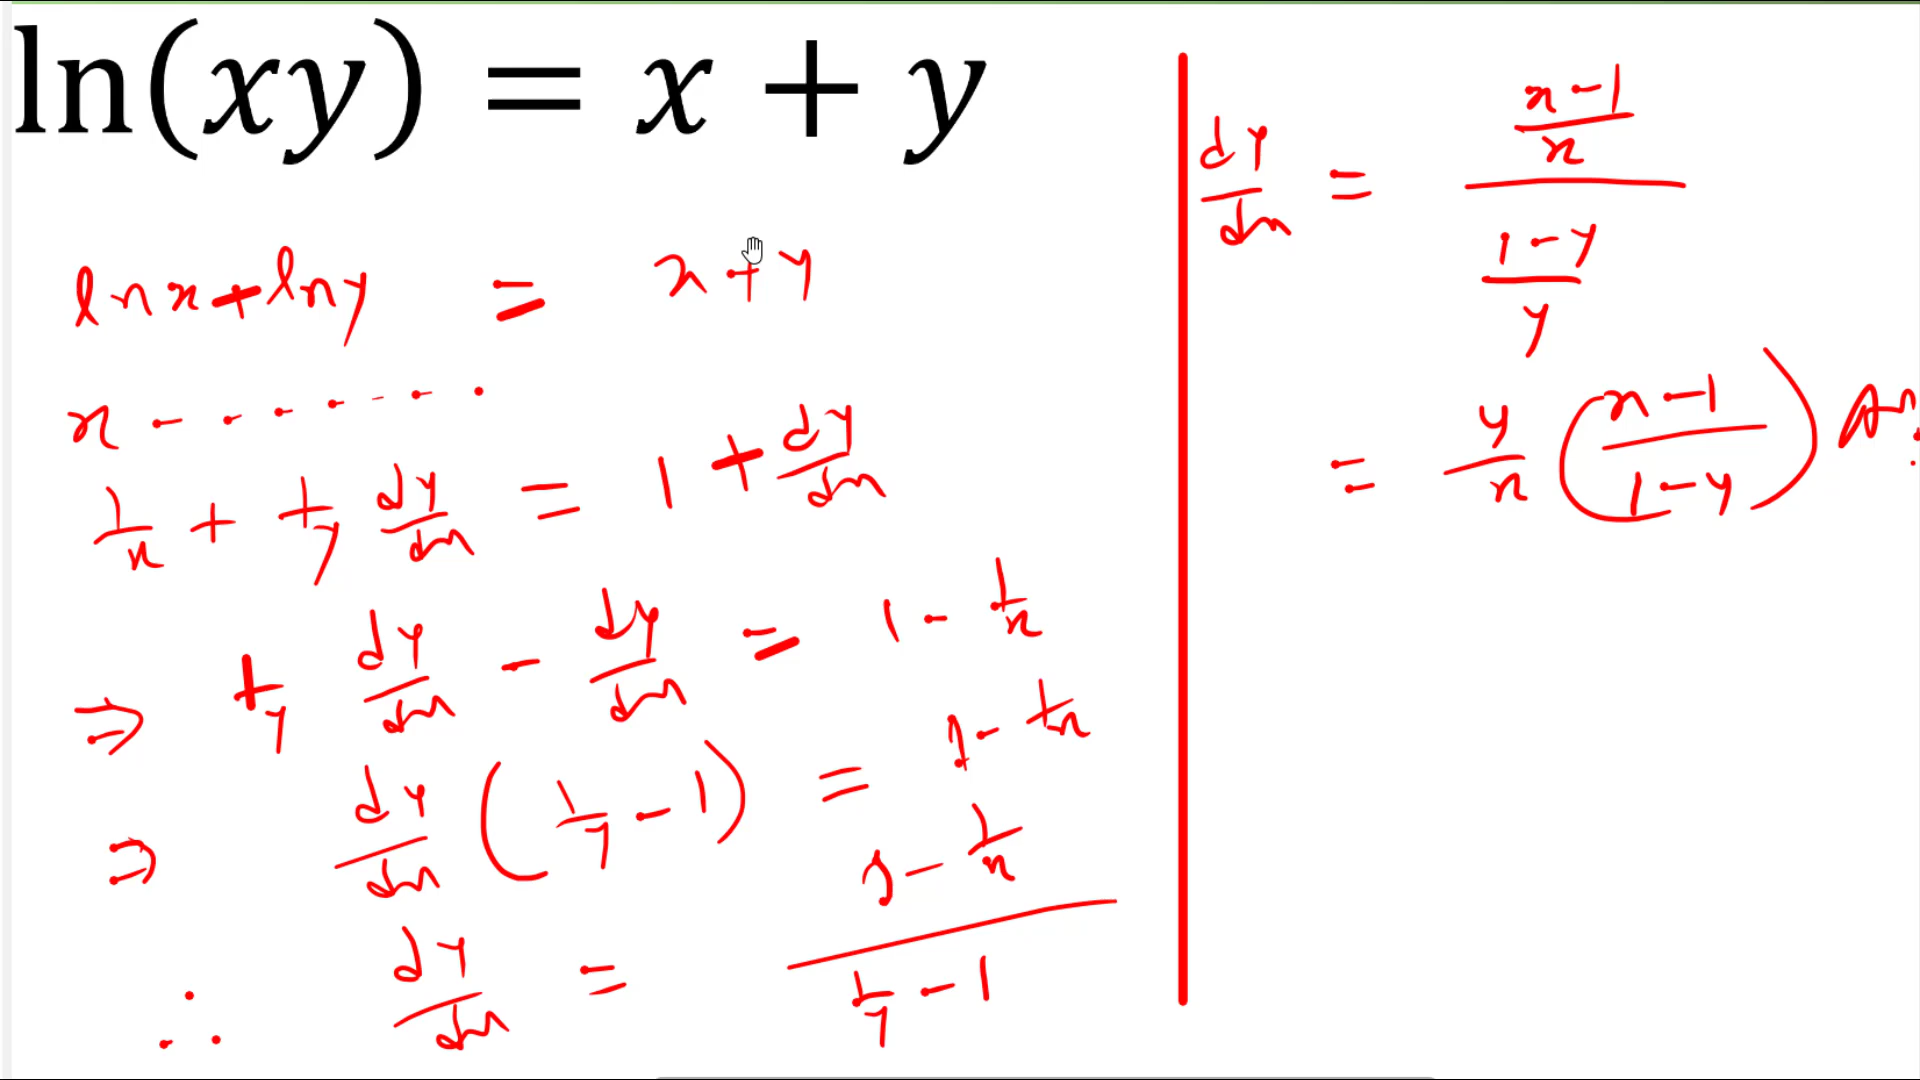 ln(xy) = x + y
ln x + ln y = x + y
x - - - - - - .
1/x + 1/y dy/dx = 1 + dy/dx
⇒ 1/y dy/dx - dy/dx = 1 - 1/x
⇒ dy/dx (1/y - 1) = 1 - 1/x
∴ dy/dx = (1 - 1/x)/(1/y - 1)
dy/dx = ((x - 1)/x)/((1 - y)/y)
= y/x ((x - 1)/(1 - y)) An